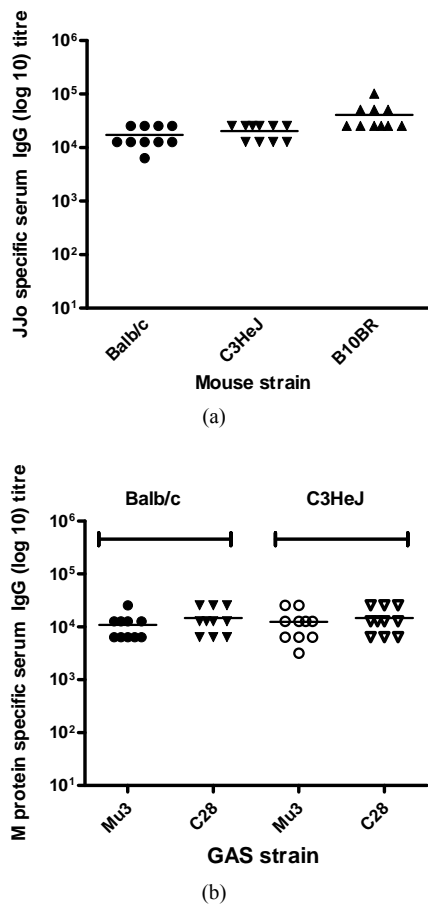 JJo specific serum IgG (log 10) titre
10⁶
10⁵
10⁴
10³
10²
10¹
Balb/c
C3HeJ
B10BR
Mouse strain
(a)
M protein specific serum IgG (log 10) titre
Balb/c
C3HeJ
10⁶
10⁵
10⁴
10³
10²
10¹
Mu3
C28
Mu3
C28
GAS strain
(b)